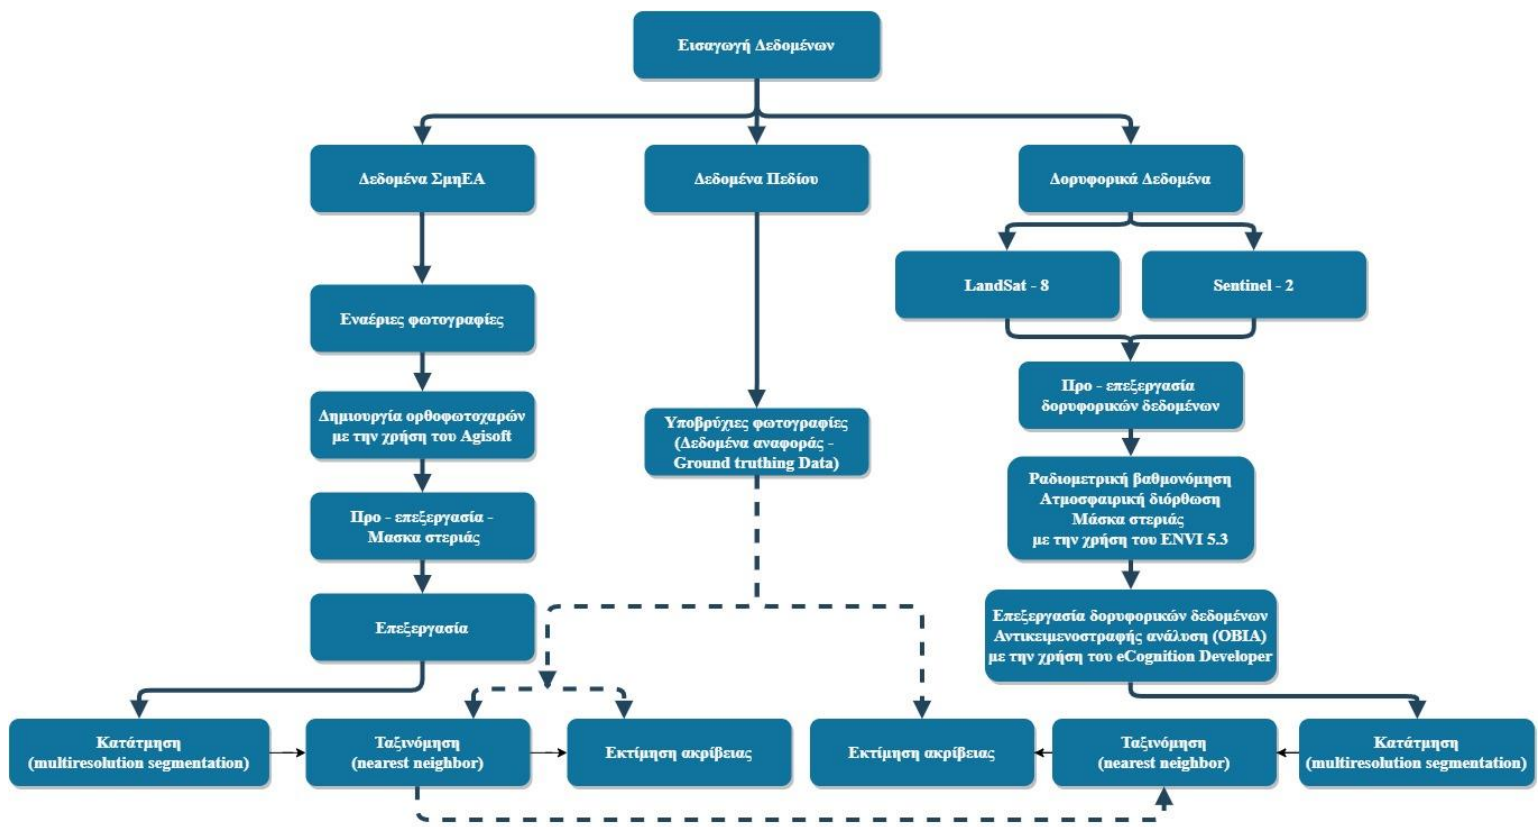 Εισαγωγή Δεδομένων
Δεδομένα ΣμηΕΑ
Δεδομένα Πεδίου
Δορυφορικά Δεδομένα
LandSat - 8
Sentinel - 2
Εναέριες φωτογραφίες
Προ - επεξεργασία
δορυφορικών δεδομένων
Δημιουργία ορθοφωτοχαρών
με την χρήση του Agisoft
Υποβρύχιες φωτογραφίες
(Δεδομένα αναφοράς -
Ground truthing Data)
Ραδιομετρική βαθμονόμηση
Ατμοσφαιρική διόρθωση
Μάσκα στεριάς
με την χρήση του ENVI 5.3
Προ - επεξεργασία -
Μασκα στεριάς
Επεξεργασία
Επεξεργασία δορυφορικών δεδομένων
Αντικειμενοστραφής ανάλυση (OBIA)
με την χρήση του eCognition Developer
Κατάτμηση
(multiresolution segmentation)
Ταξινόμηση
(nearest neighbor)
Εκτίμηση ακρίβειας
Εκτίμηση ακρίβειας
Ταξινόμηση
(nearest neighbor)
Κατάτμηση
(multiresolution segmentation)